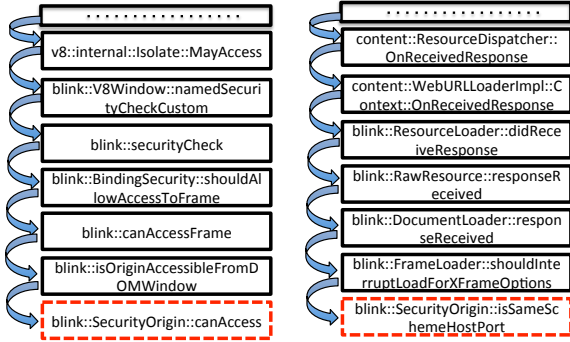 ................
v8::internal::Isolate::MayAccess
blink::V8Window::namedSecuri
tyCheckCustom
blink::securityCheck
blink::BindingSecurity::shouldAl
lowAccessToFrame
blink::canAccessFrame
blink::isOriginAccessibleFromD
OMWindow
blink::SecurityOrigin::canAccess
................
content::ResourceDispatcher::
OnReceivedResponse
content::WebURLLoaderImpl::C
ontext::OnReceivedResponse
blink::ResourceLoader::didRece
iveResponse
blink::RawResource::responseR
eceived
blink::DocumentLoader::respon
seReceived
blink::FrameLoader::shouldInte
rruptLoadForXFrameOptions
blink::SecurityOrigin::isSameSc
hemeHostPort